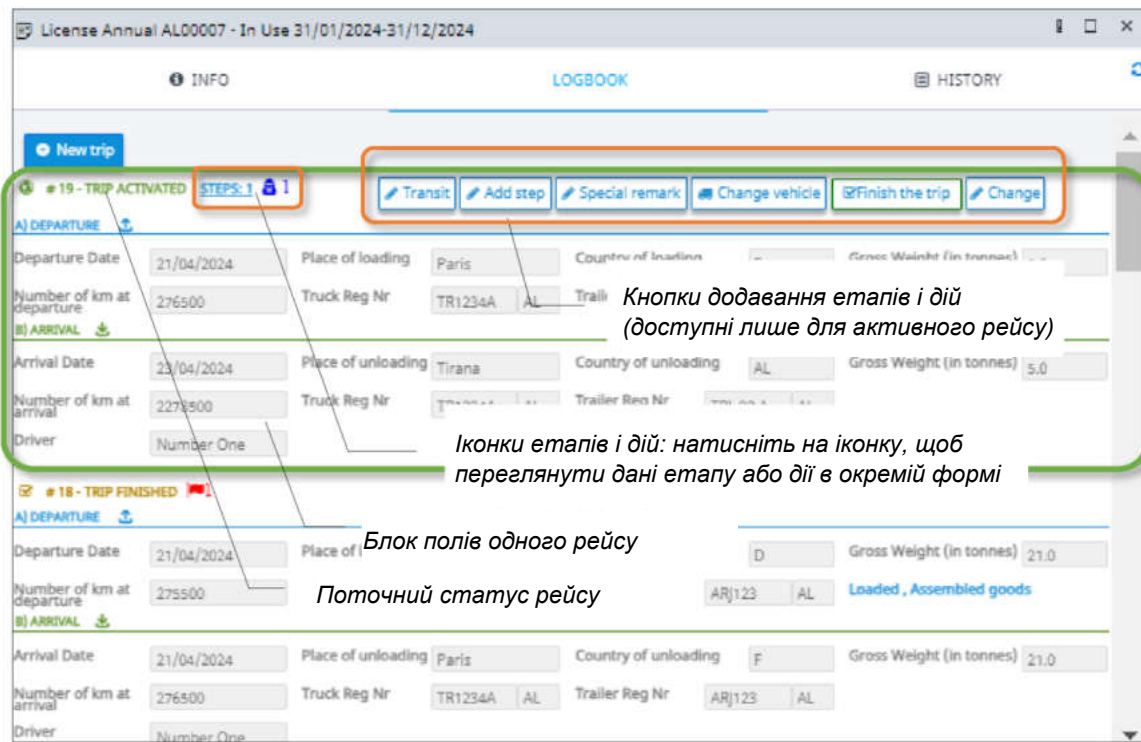 License Annual AL00007 - In Use 31/01/2024-31/12/2024
INFO LOGBOOK HISTORY
New trip
# 19 - TRIP ACTIVATED STEPS: 1 1 Transit Add step Special remark Change vehicle Finish the trip Change
A) DEPARTURE
Departure Date 21/04/2024 Place of loading Paris Country of loading Gross Weight (in tonnes)
Number of km at departure 276500 Truck Reg Nr TR1234A AL
Кнопки додавання етапів і дій
(доступні лише для активного рейсу)
B) ARRIVAL
Arrival Date 23/04/2024 Place of unloading Tirana Country of unloading AL Gross Weight (in tonnes) 5.0
Number of km at arrival 2278500 Truck Reg Nr Trailer Reg Nr
Driver Number One
Іконки етапів і дій: натисніть на іконку, щоб
переглянути дані етапу або дії в окремій формі
# 18 - TRIP FINISHED 1
A) DEPARTURE
Блок полів одного рейсу
Departure Date 21/04/2024 Place of D Gross Weight (in tonnes) 21.0
Number of km at departure 275500 ARJ123 AL Loaded , Assembled goods
Поточний статус рейсу
B) ARRIVAL
Arrival Date 21/04/2024 Place of unloading Paris Country of unloading F Gross Weight (in tonnes) 21.0
Number of km at arrival 276500 Truck Reg Nr TR1234A AL Trailer Reg Nr ARJ123 AL
Driver Number One